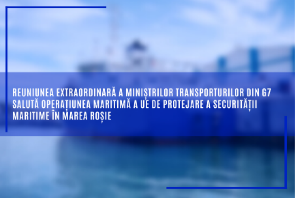 REUNIUNEA EXTRAORDINARĂ A MINIȘTRILOR TRANSPORTURILOR DIN G7
SALUTĂ OPERAȚIUNEA MARITIMĂ A UE DE PROTEJARE A SECURITĂȚII
MARITIME ÎN MAREA ROȘIE